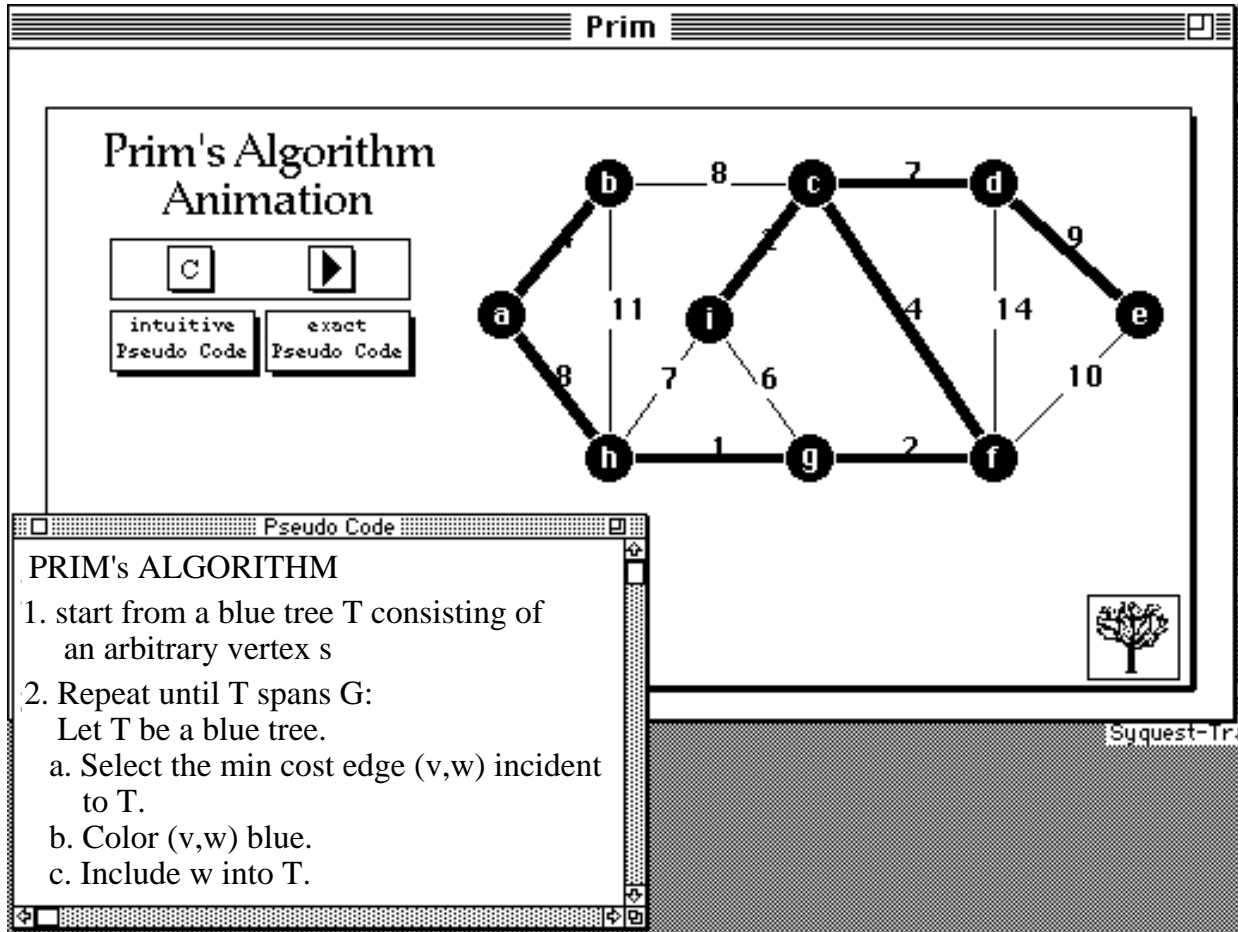 Prim
Prim's Algorithm
Animation
C
intuitive
Pseudo Code
exact
Pseudo Code
b
8
c
7
d
9
a
11
i
4
14
e
8
7
6
10
h
1
g
2
f
Pseudo Code
PRIM's ALGORITHM
1. start from a blue tree T consisting of
an arbitrary vertex s
2. Repeat until T spans G:
Let T be a blue tree.
a. Select the min cost edge (v,w) incident
to T.
b. Color (v,w) blue.
c. Include w into T.